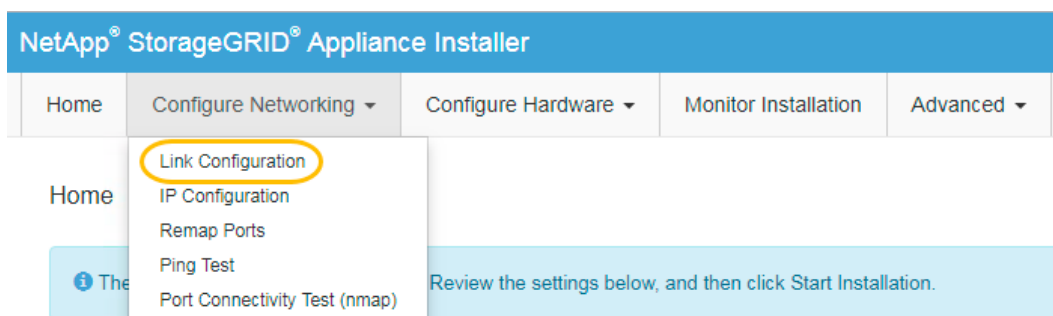 NetApp® StorageGRID® Appliance Installer
Home Configure Networking Configure Hardware Monitor Installation Advanced
Link Configuration
Home IP Configuration
Remap Ports
Ping Test
The Review the settings below, and then click Start Installation.
Port Connectivity Test (nmap)